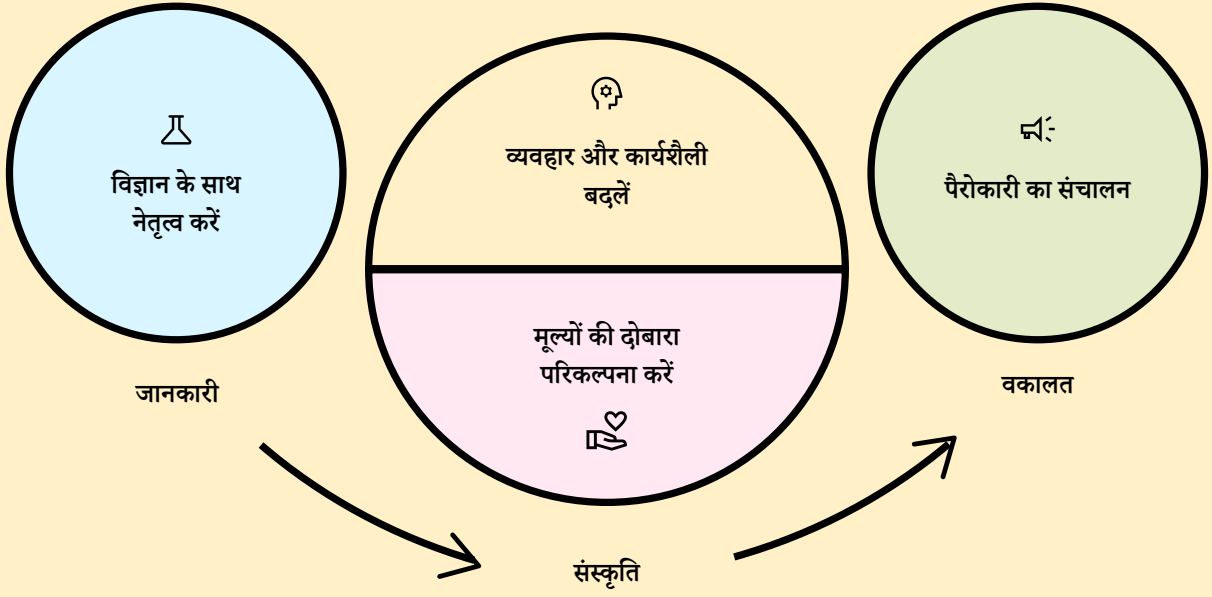 विज्ञान के साथ
नेतृत्व करें
जानकारी
व्यवहार और कार्यशैली
बदलें
मूल्यों की दोबारा
परिकल्पना करें
संस्कृति
पैरोकारी का संचालन
वकालत